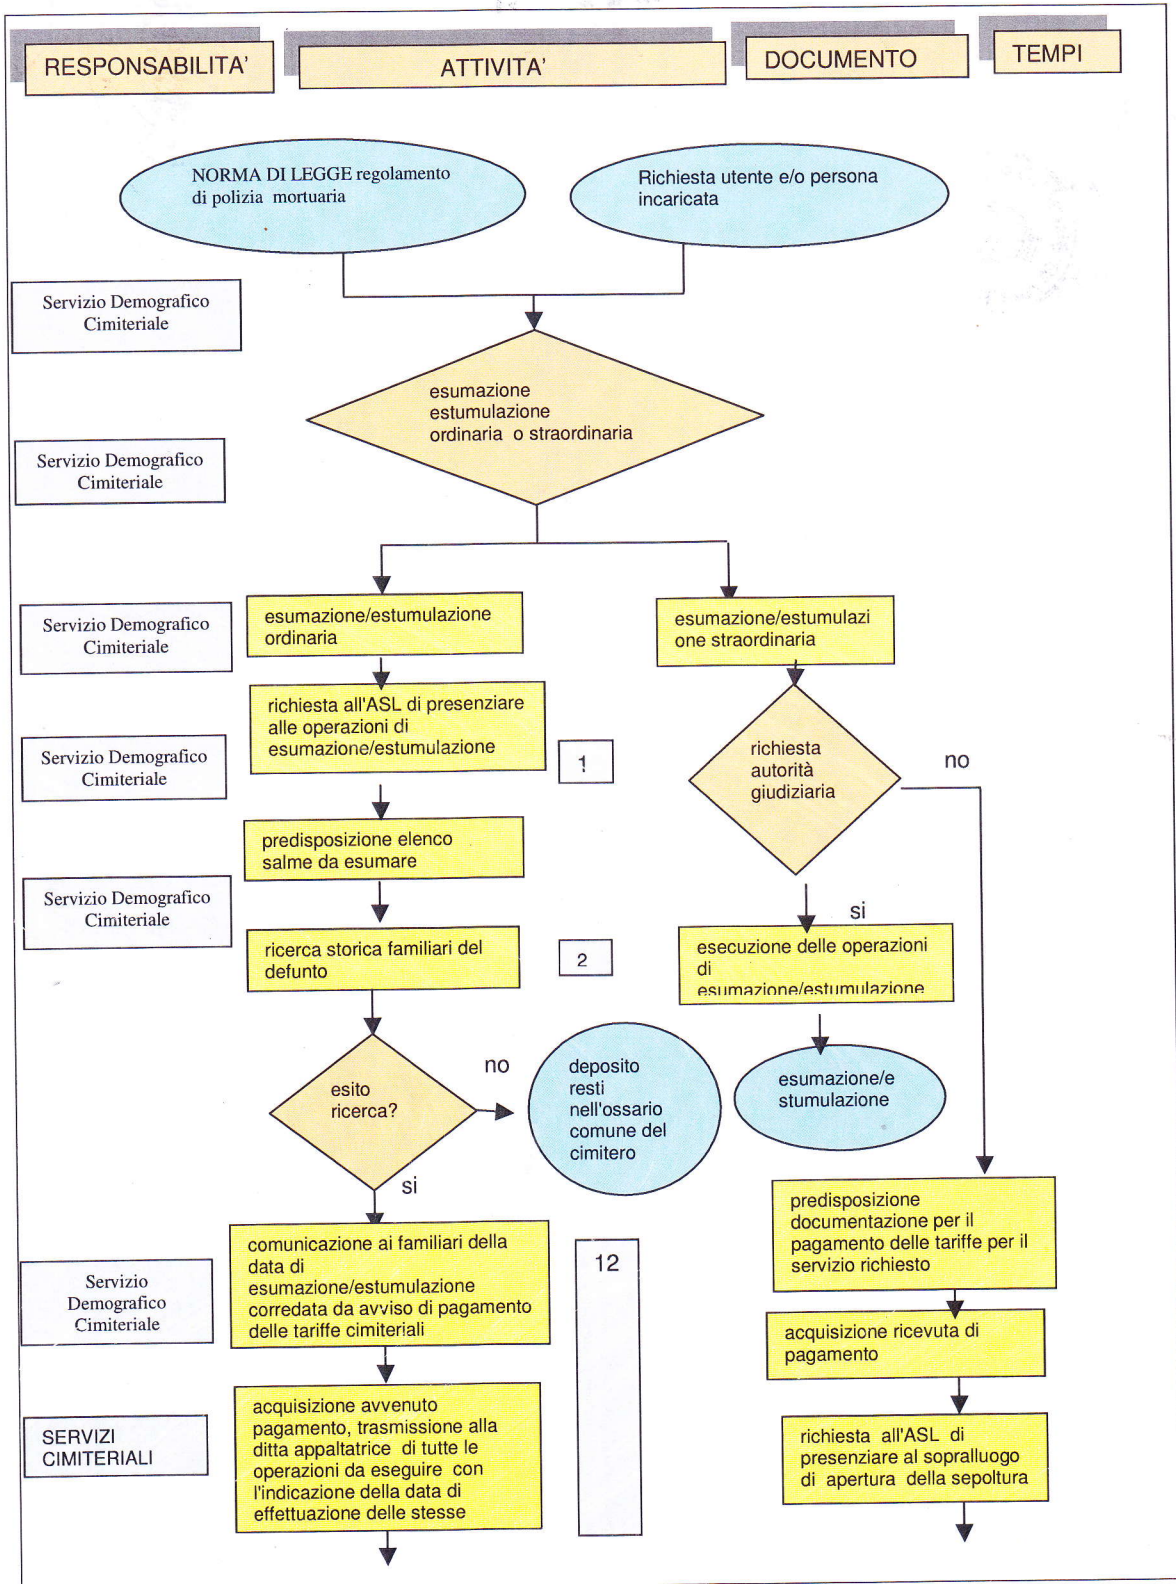 RESPONSABILITA'
ATTIVITA'
DOCUMENTO
TEMPI
NORMA DI LEGGE regolamento
di polizia mortuaria
Richiesta utente e/o persona
incaricata
Servizio Demografico
Cimiteriale
esumazione
estumulazione
ordinaria o straordinaria
Servizio Demografico
Cimiteriale
Servizio Demografico
Cimiteriale
esumazione/estumulazione
ordinaria
esumazione/estumulazi
one straordinaria
richiesta all'ASL di presenziare
alle operazioni di
esumazione/estumulazione
Servizio Demografico
Cimiteriale
1
richiesta
autorità
giudiziaria
no
predisposizione elenco
salme da esumare
Servizio Demografico
Cimiteriale
si
ricerca storica familiari del
defunto
2
esecuzione delle operazioni
di
esumazione/estumulazione
esito
ricerca?
no
deposito
resti
nell'ossario
comune del
cimitero
esumazione/e
stumulazione
si
predisposizione
documentazione per il
pagamento delle tariffe per il
servizio richiesto
Servizio
Demografico
Cimiteriale
comunicazione ai familiari della
data di
esumazione/estumulazione
corredata da avviso di pagamento
delle tariffe cimiteriali
12
acquisizione ricevuta di
pagamento
SERVIZI
CIMITERIALI
acquisizione avvenuto
pagamento, trasmissione alla
ditta appaltatrice di tutte le
operazioni da eseguire con
l'indicazione della data di
effettuazione delle stesse
richiesta all'ASL di
presenziare al sopralluogo
di apertura della sepoltura